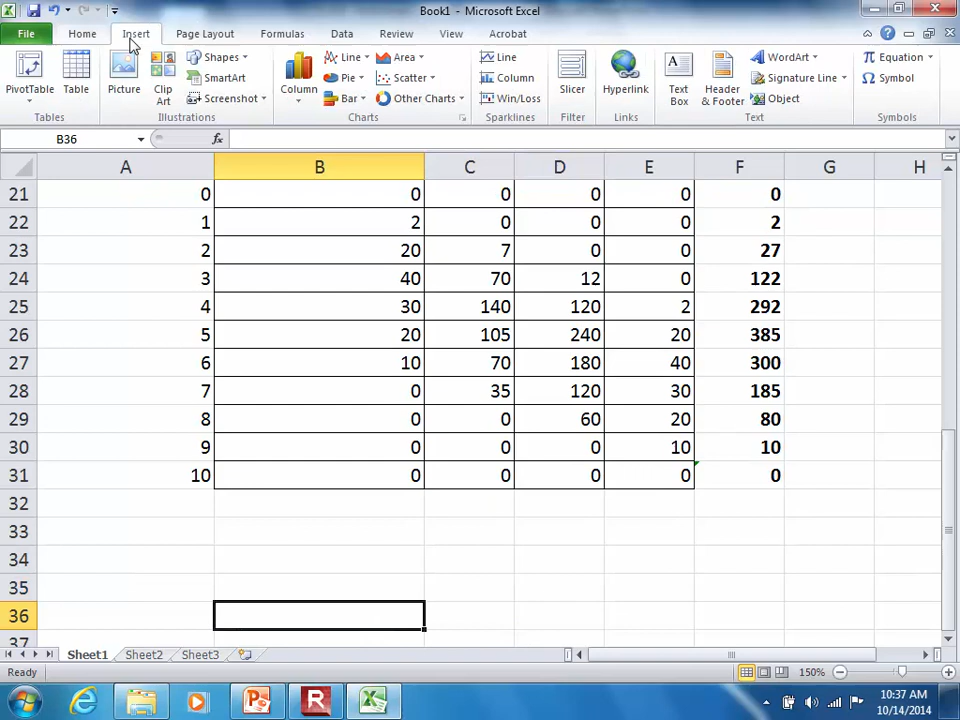 Book1 - Microsoft Excel
File Home Insert Page Layout Formulas Data Review View Acrobat
PivotTable Table Picture Clip Art Shapes SmartArt Screenshot Column Line Pie Bar Area Scatter Other Charts Line Column Win/Loss Slicer Hyperlink Text Box Header & Footer WordArt Signature Line Object Equation Symbol
Tables Illustrations Charts Sparklines Filter Links Text Symbols
B36 fx
A B C D E F G H
21 0 0 0 0 0 0
22 1 2 0 0 0 2
23 2 20 7 0 0 27
24 3 40 70 12 0 122
25 4 30 140 120 2 292
26 5 20 105 240 20 385
27 6 10 70 180 40 300
28 7 0 35 120 30 185
29 8 0 0 60 20 80
30 9 0 0 0 10 10
31 10 0 0 0 0 0
32
33
34
35
36
37
Sheet1 Sheet2 Sheet3
Ready 150%
10:37 AM
10/14/2014